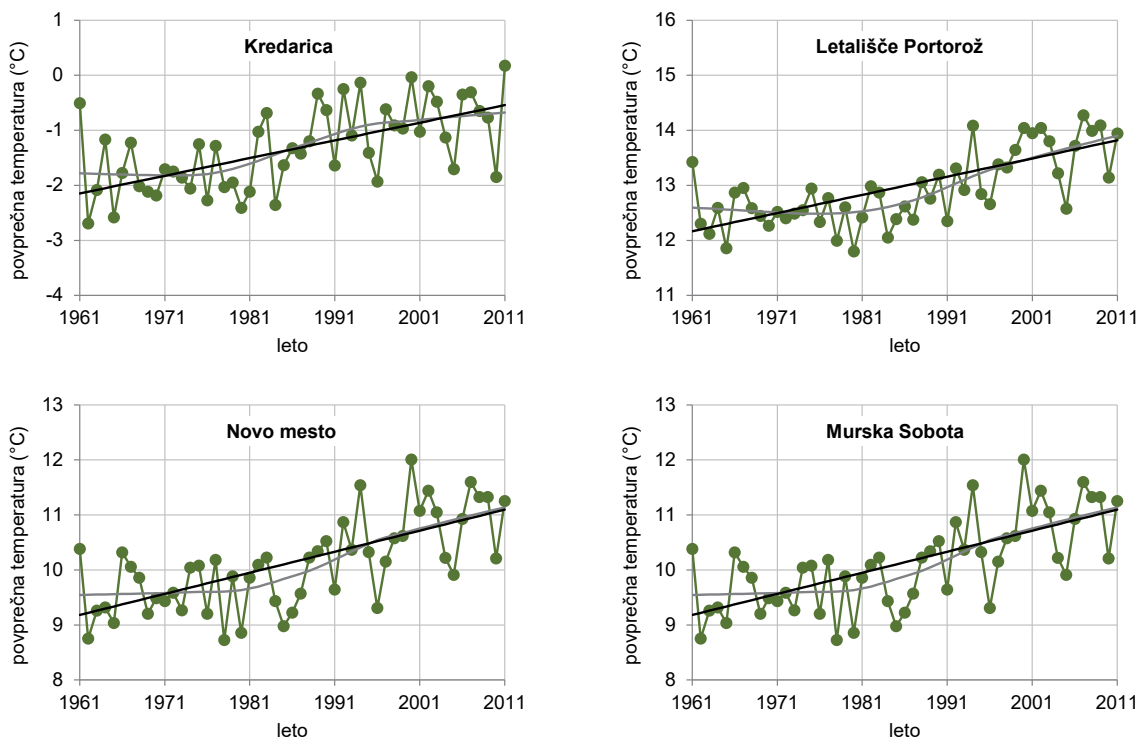 Kredarica
povprečna temperatura (°C)
1
0
-1
-2
-3
-4
1961 1971 1981 1991 2001 2011
leto
Letališče Portorož
povprečna temperatura (°C)
16
15
14
13
12
11
1961 1971 1981 1991 2001 2011
leto
Novo mesto
povprečna temperatura (°C)
13
12
11
10
9
8
1961 1971 1981 1991 2001 2011
leto
Murska Sobota
povprečna temperatura (°C)
13
12
11
10
9
8
1961 1971 1981 1991 2001 2011
leto